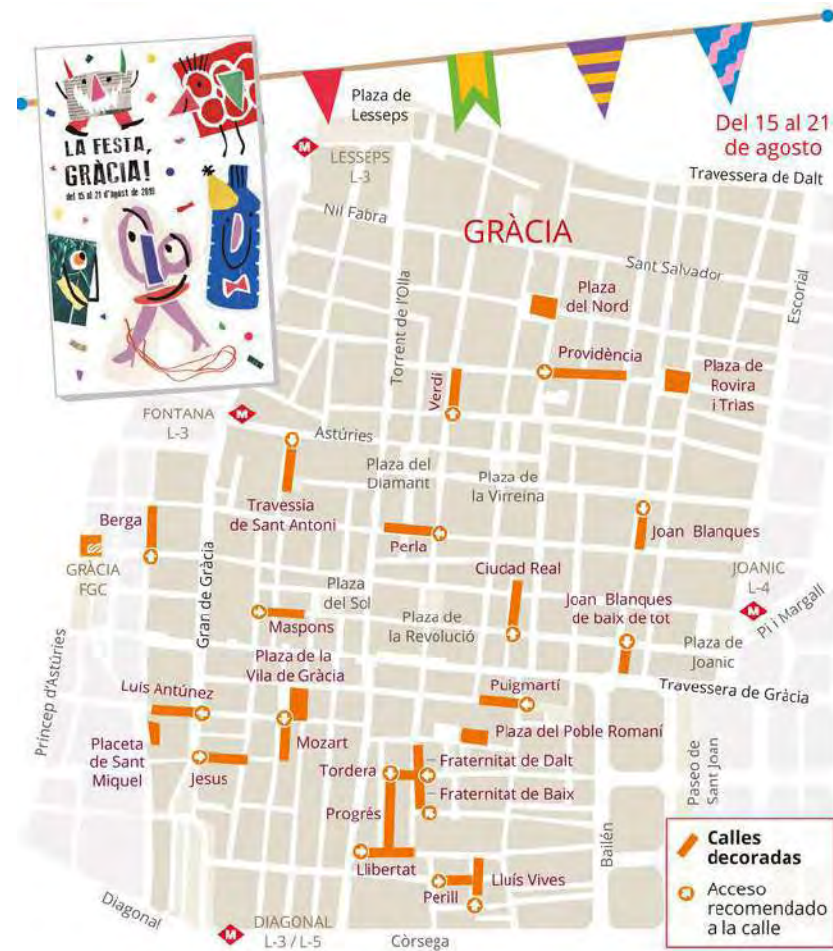 LA FESTA,
GRÀCIA!
del 15 al 21 d'agost de 2019
Plaza de
Lesseps
Del 15 al 21
de agosto
Travessera de Dalt
M
LESSEPS
L-3
Nil Fabra
GRÀCIA
Sant Salvador
Escorial
Torrent de l'Olla
Plaza
del Nord
Providència
Plaza de
Rovira
i Trias
Verdi
FONTANA
L-3
M
Astúries
Plaza del
Diamant
Plaza de
la Virreina
Travessia
de Sant Antoni
Berga
Perla
Joan Blanques
GRÀCIA
FGC
Gran de Gràcia
Ciudad Real
JOANIC
L-4
M
Pi i Margall
Plaza
del Sol
Joan Blanques
de baix de tot
Maspons
Plaza de
la Revolució
Plaza de
Joanic
Príncep d'Astúries
Plaza de la
Vila de Gràcia
Luis Antúnez
Puigmartí
Travessera de Gràcia
Placeta
de Sant
Miquel
Mozart
Plaza del Poble Romaní
Jesus
Tordera
Fraternitat de Dalt
Fraternitat de Baix
Paseo de
Sant Joan
Progrés
Bailén
Llibertat
Lluís Vives
Perill
Diagonal
M
DIAGONAL
L-3 / L-5
Còrsega
Calles
decoradas
Acceso
recomendado
a la calle